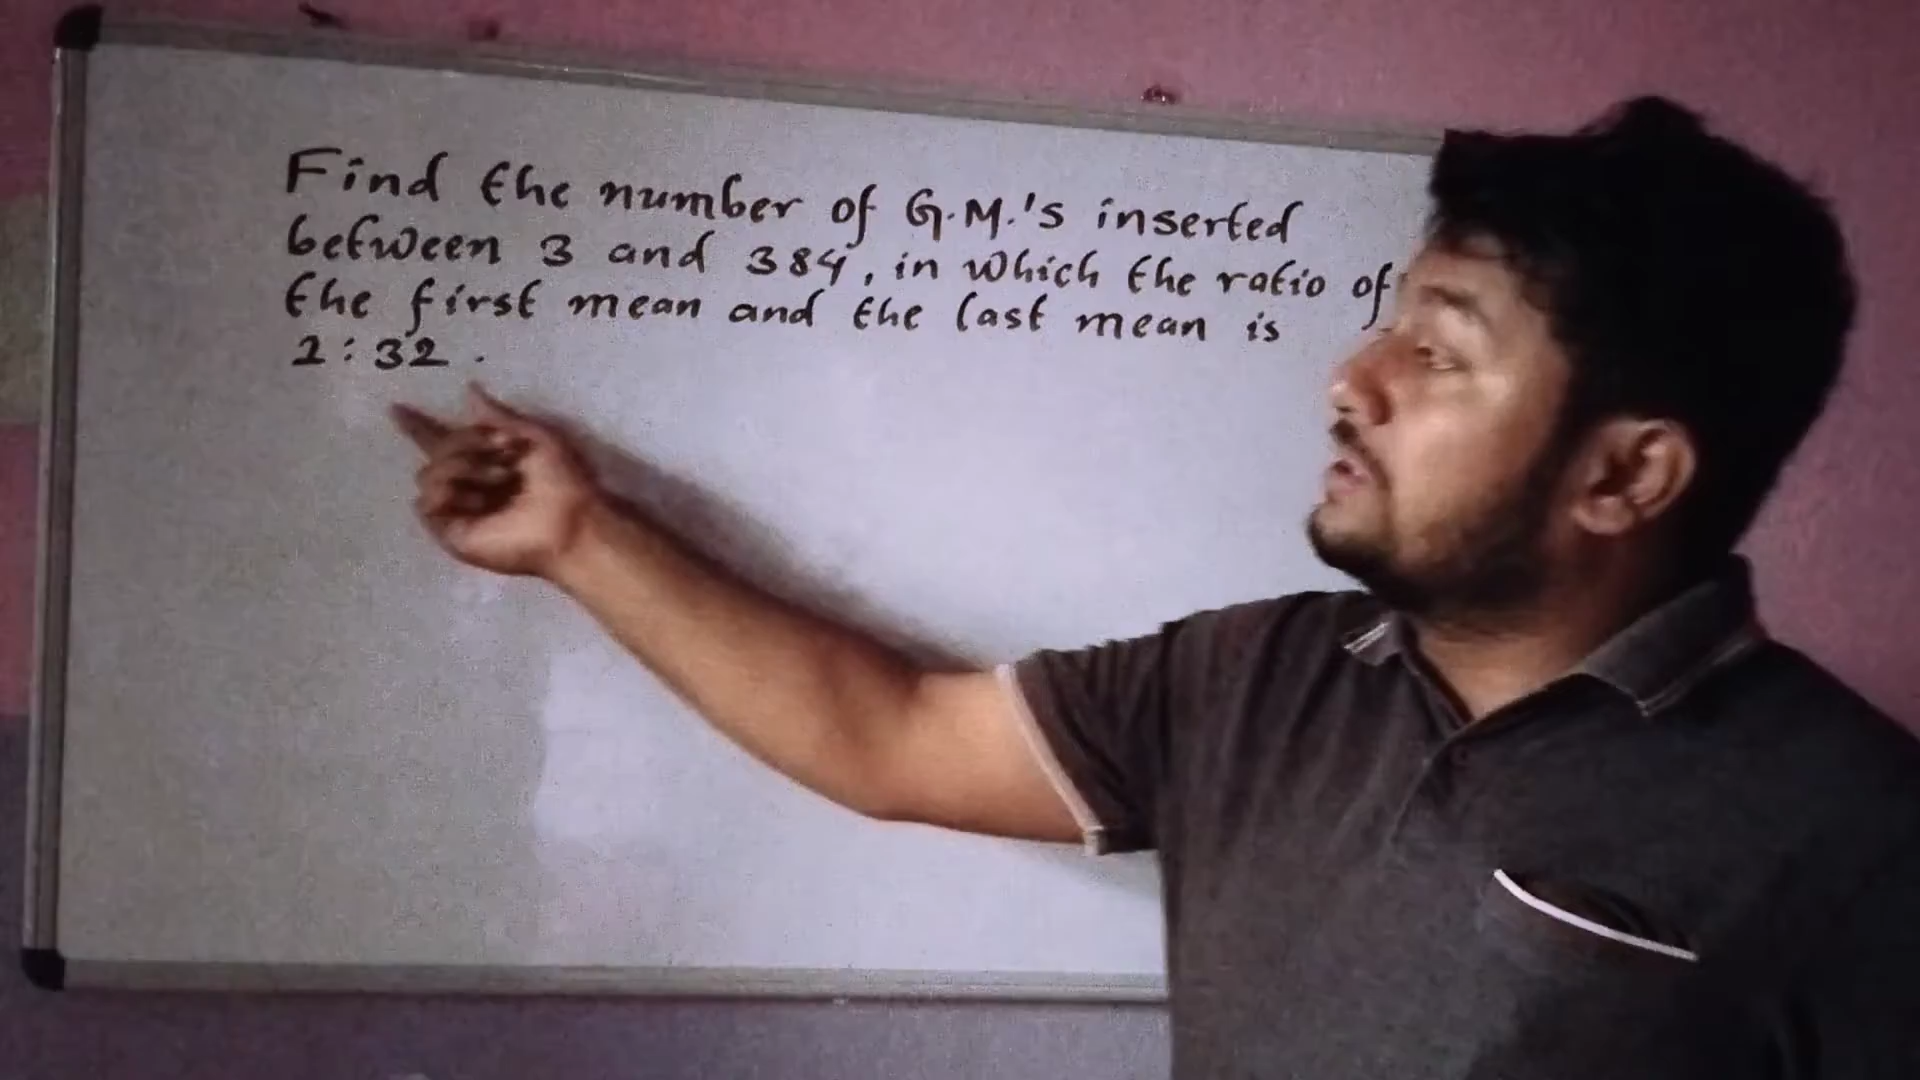 Find the number of G.M.'s inserted
between 3 and 384, in which the ratio of
the first mean and the last mean is
1:32.